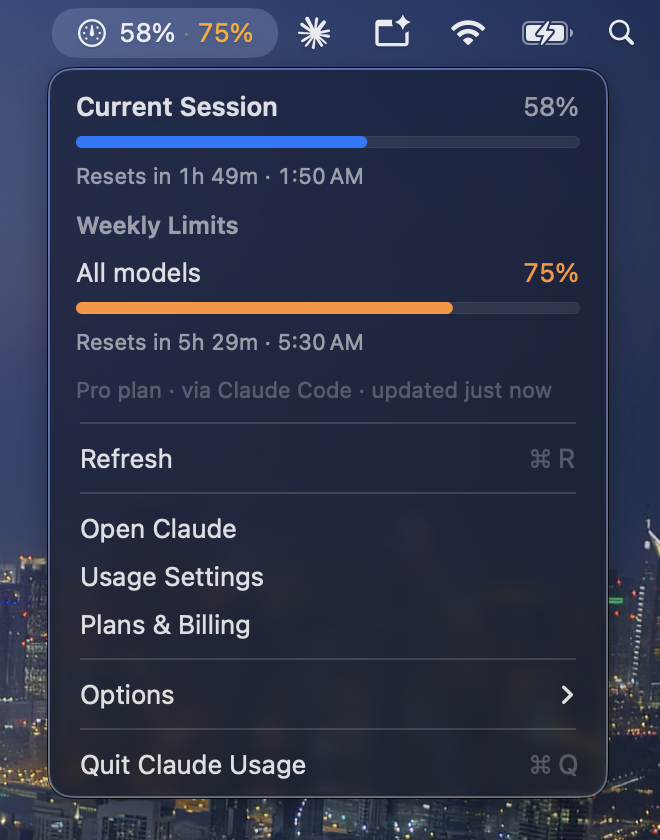 58% · 75%
Current Session 58%
Resets in 1h 49m · 1:50 AM
Weekly Limits
All models 75%
Resets in 5h 29m · 5:30 AM
Pro plan · via Claude Code · updated just now
Refresh ⌘ R
Open Claude
Usage Settings
Plans & Billing
Options
Quit Claude Usage ⌘ Q